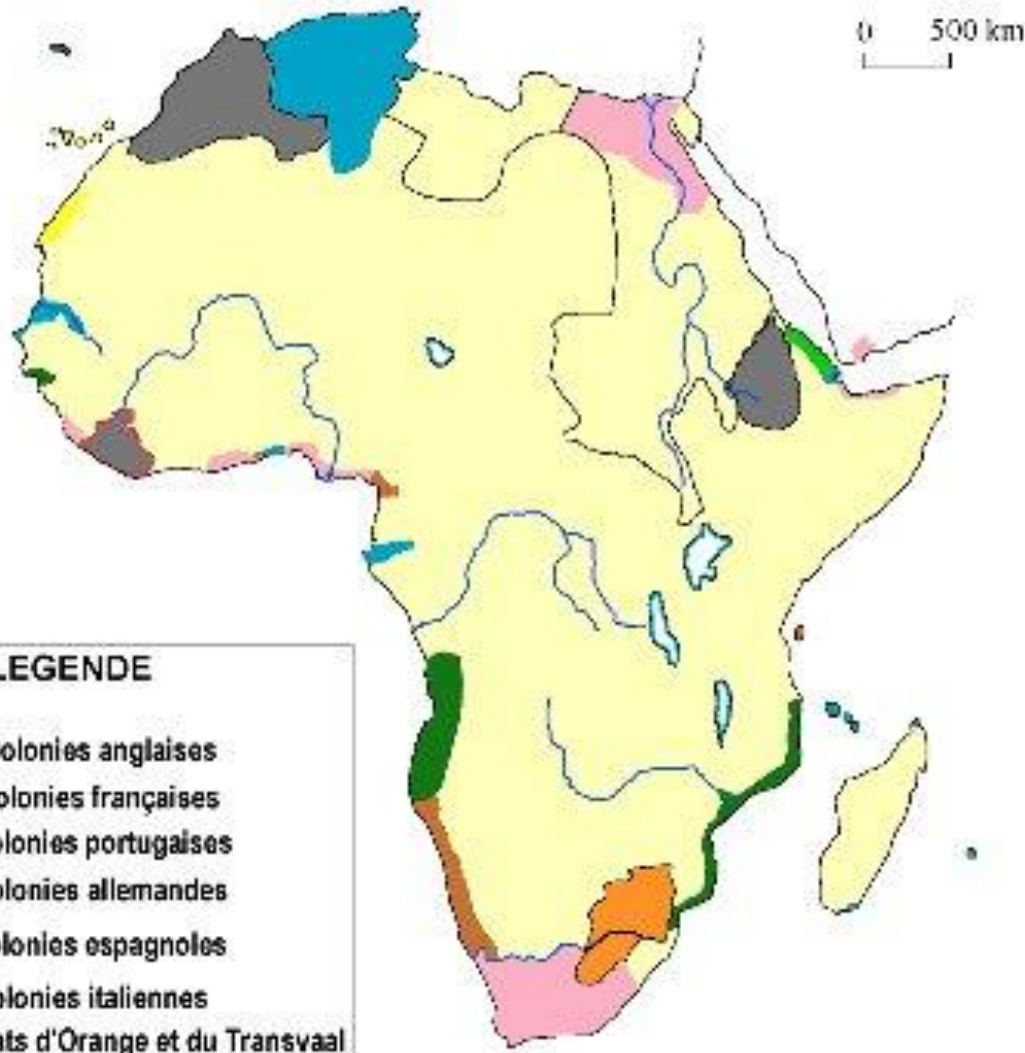 0 500 km
LEGENDE
olonies anglaises
olonies françaises
olonies portugaises
olonies allemandes
olonies espagnoles
olonies italiennes
ats d'Orange et du Transvaal